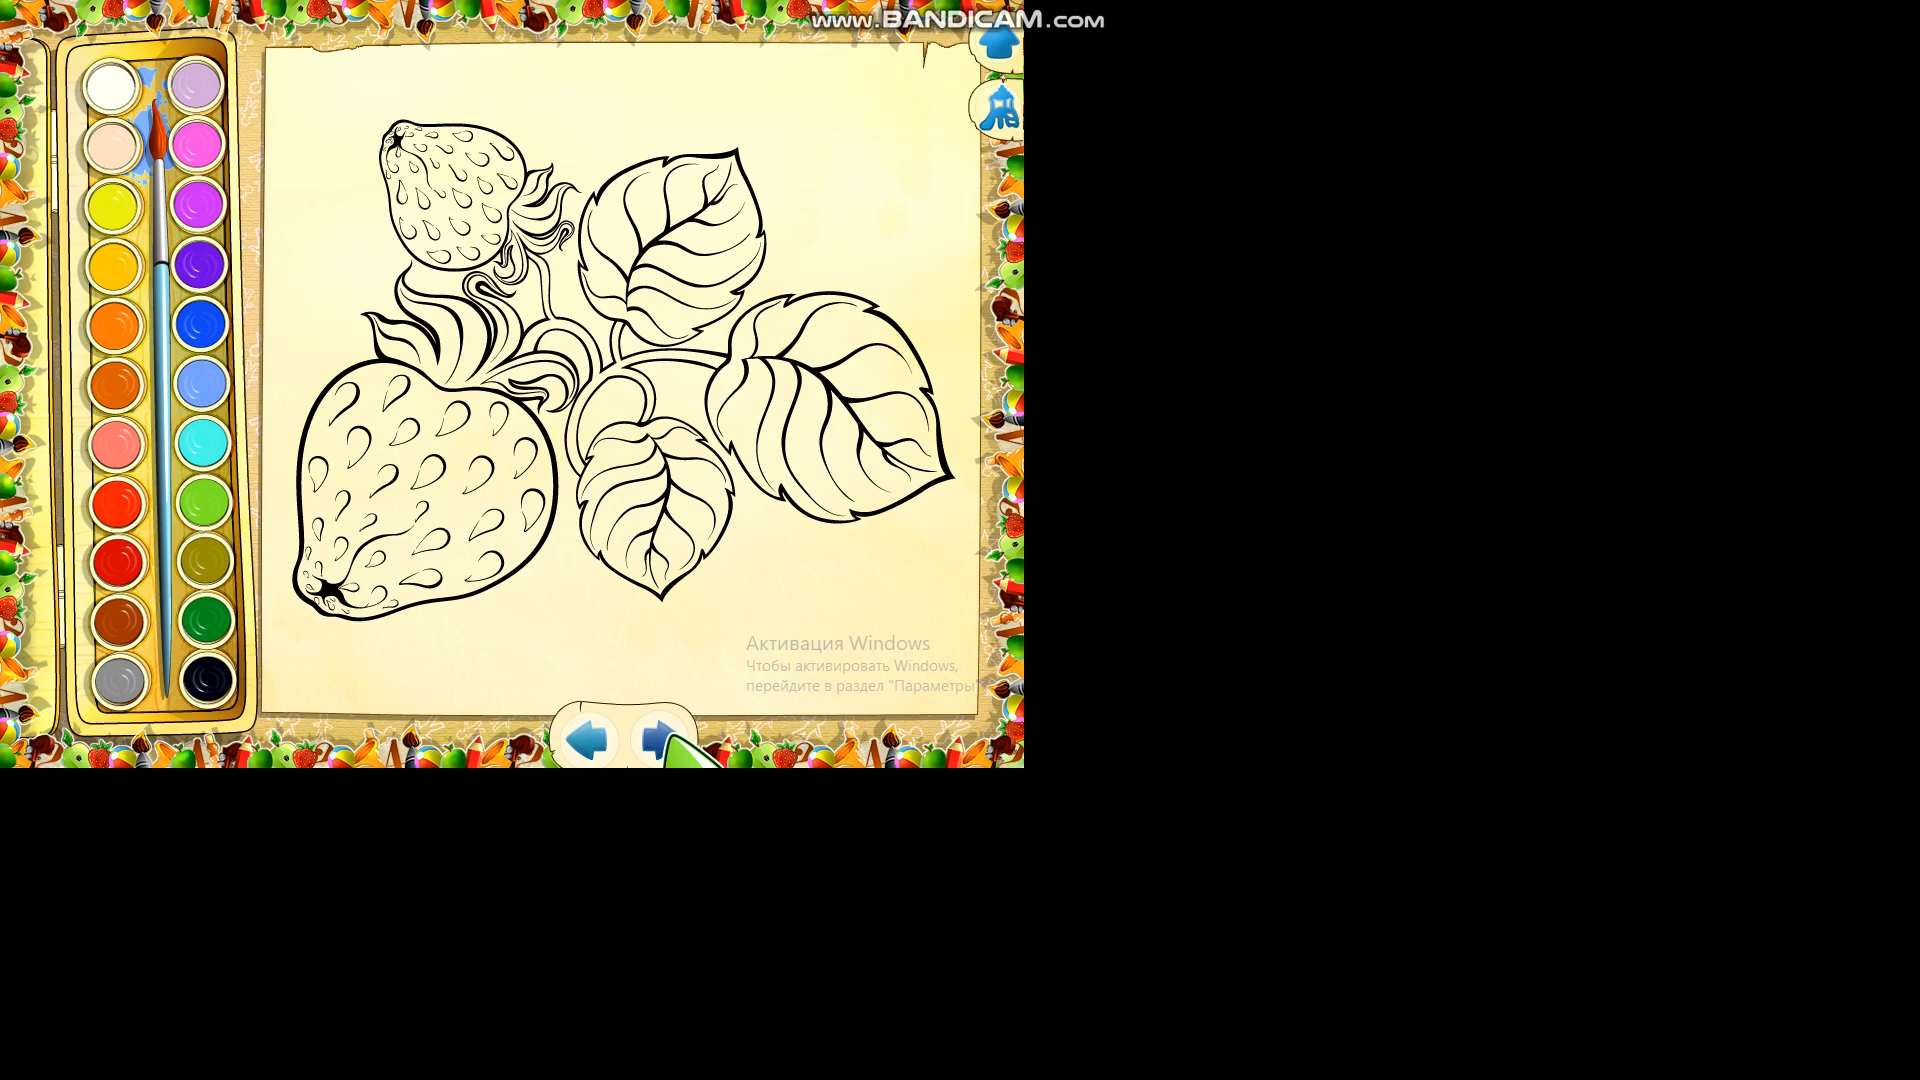 www.BANDICAM.com
Активация Windows
Чтобы активировать Windows,
перейдите в раздел "Параметры"